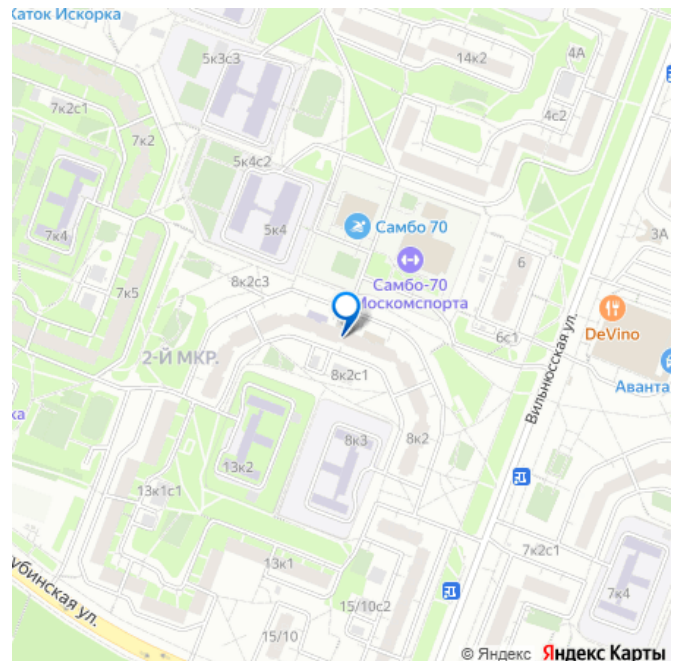 Каток Искорка
5к3с3
14к2
4А
7к2с1
4с2
7к2
5к4с2
Самбо 70
5к4
7к4
3А
6
8к2с3
Самбо-70
Москомспорта
7к5
DeVino
6с1
2-Й МКР.
8к2с1
Аванта
Вильнюсская ул.
ка
8к3
8к2
13к2
13к1с1
7к2с1
13к1
убинская ул.
7к4
15/10с2
15/10
© Яндекс Яндекс Карты